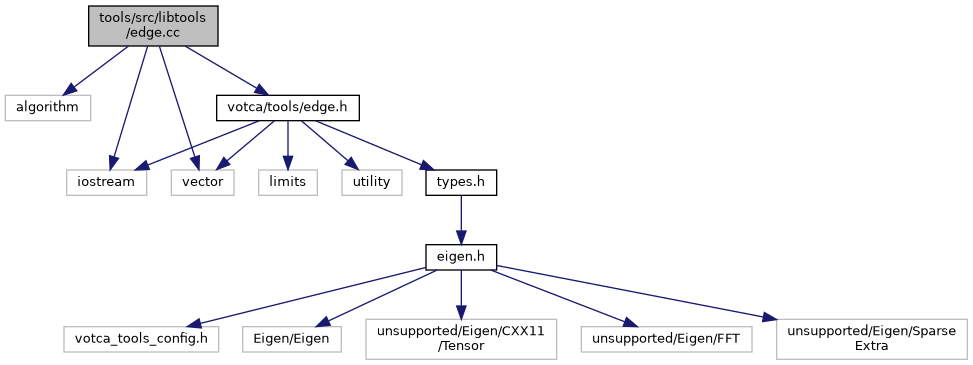 tools/src/libtools
/edge.cc
algorithm
votca/tools/edge.h
iostream
vector
limits
utility
types.h
eigen.h
votca_tools_config.h
Eigen/Eigen
unsupported/Eigen/CXX11
/Tensor
unsupported/Eigen/FFT
unsupported/Eigen/Sparse
Extra